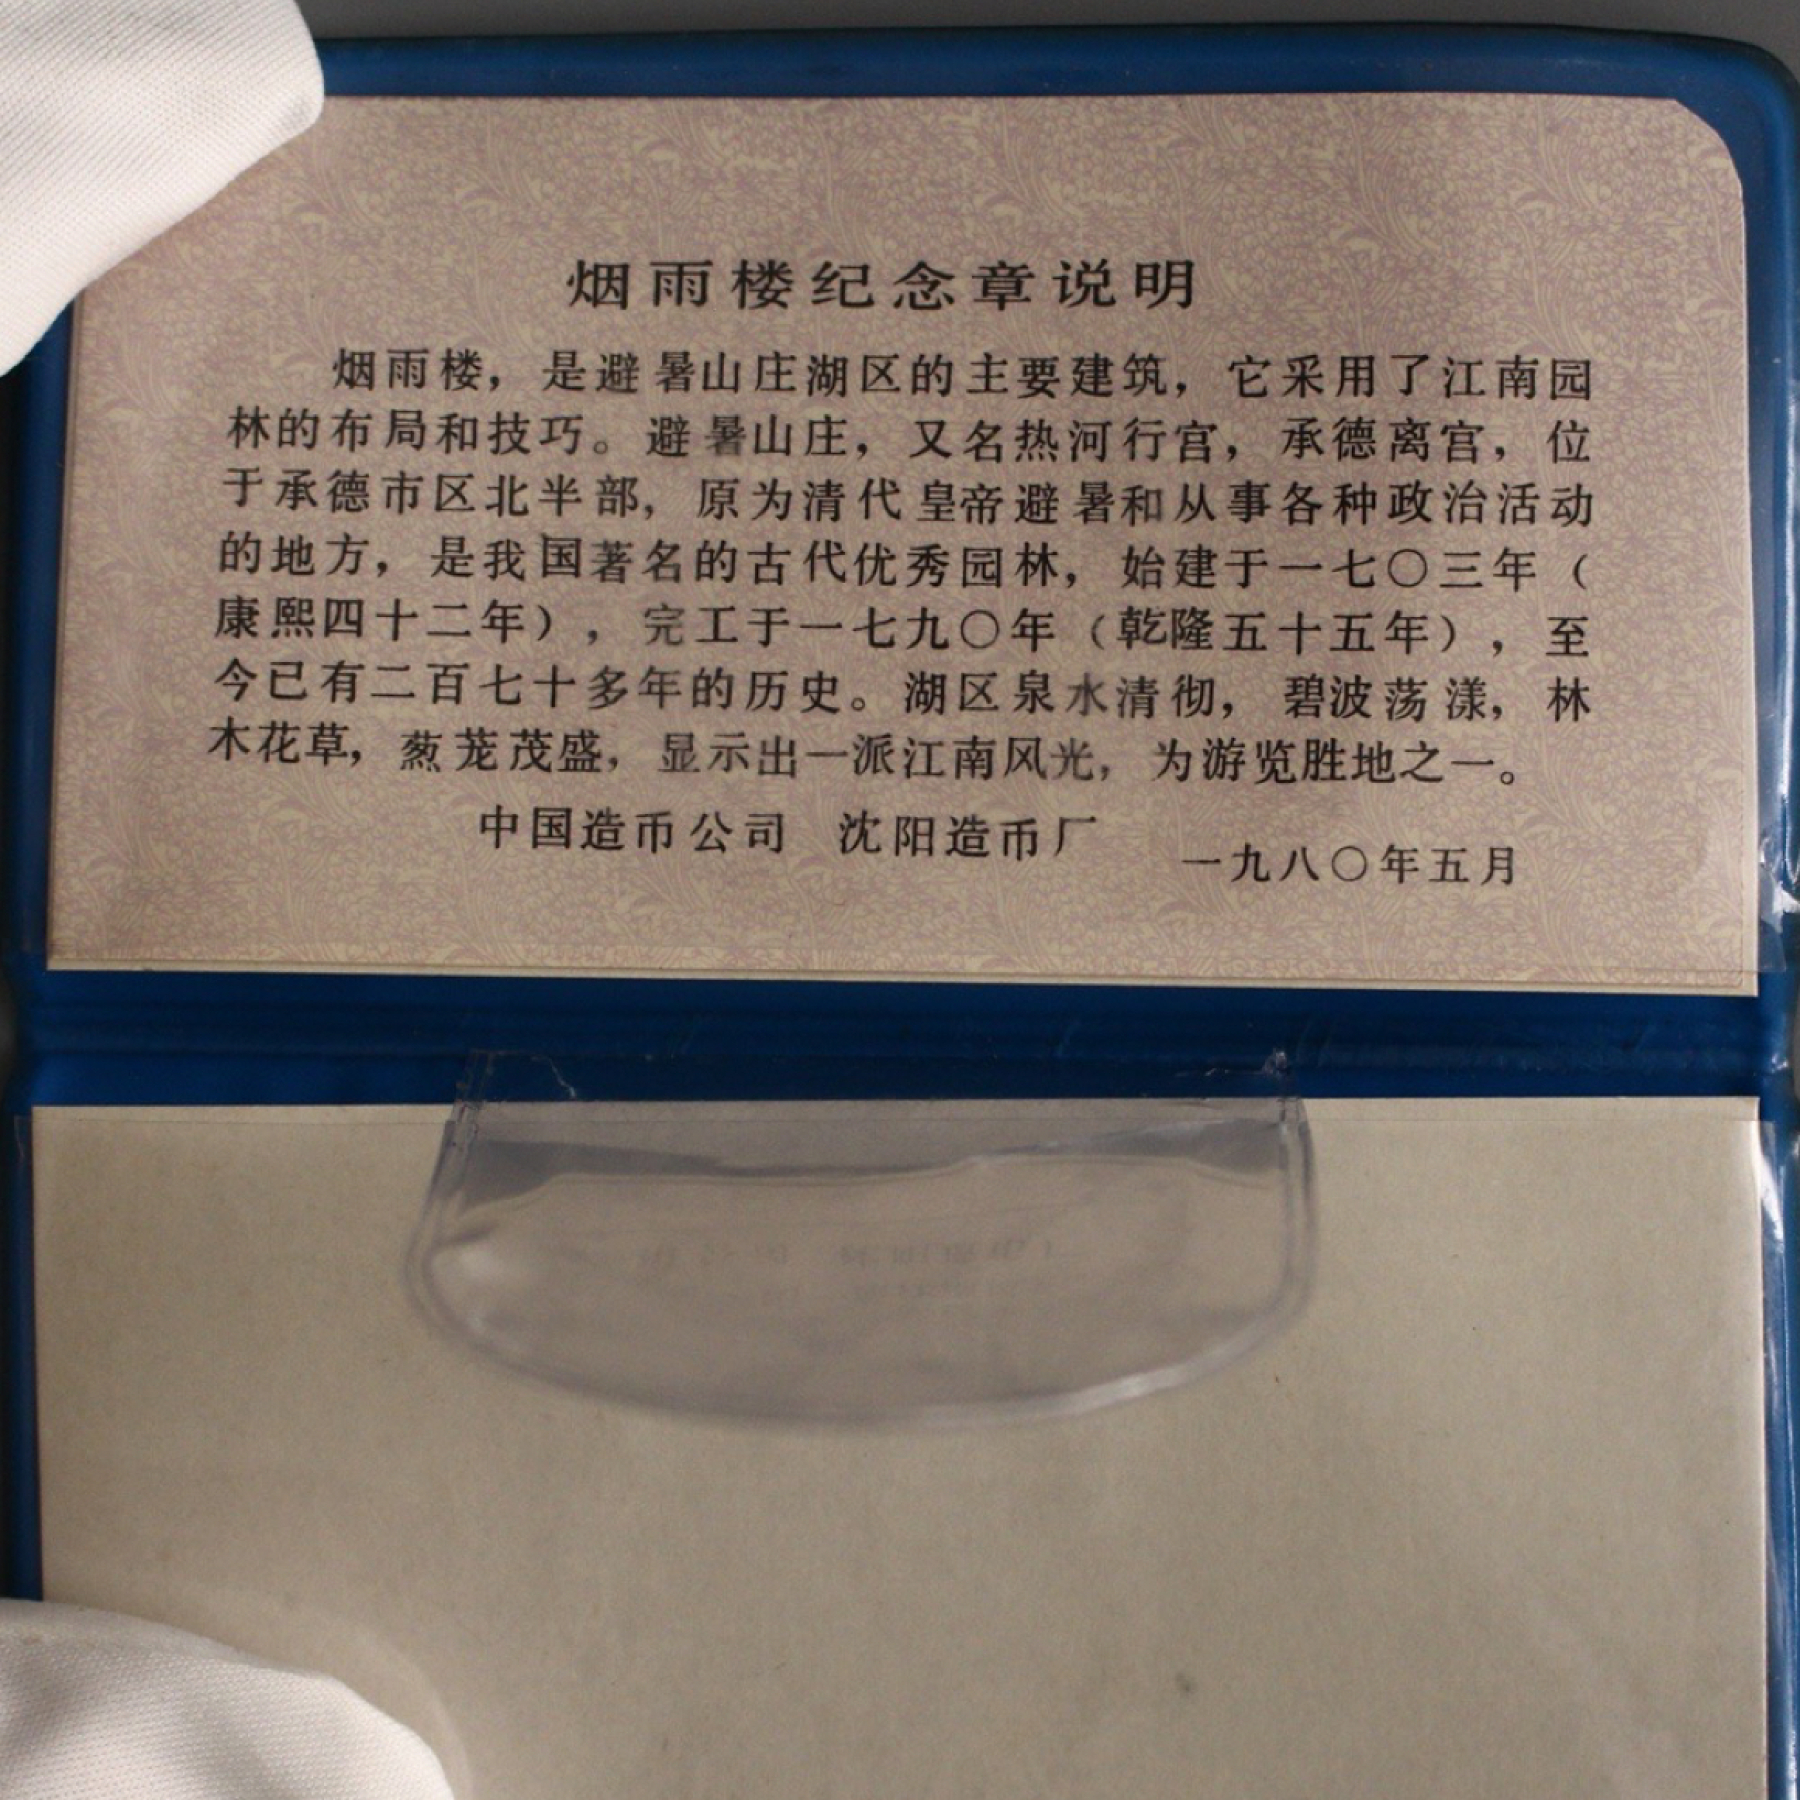 烟雨楼纪念章说明
烟雨楼，是避暑山庄湖区的主要建筑，它采用了江南园
林的布局和技巧。避暑山庄，又名热河行宫，承德离宫，位
于承德市区北半部，原为清代皇帝避暑和从事各种政治活动
的地方，是我国著名的古代优秀园林，始建于一七〇三年（
康熙四十二年），完工于一七九〇年（乾隆五十五年），至
今已有二百七十多年的历史。湖区泉水清彻，碧波荡漾，林
木花草，葱茏茂盛，显示出一派江南风光，为游览胜地之一。
中国造币公司 沈阳造币厂
一九八〇年五月